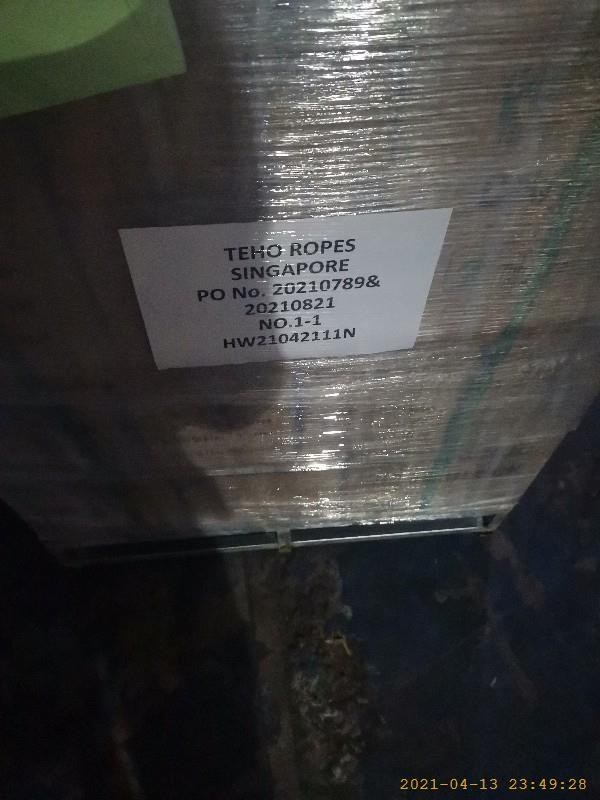 TEHO ROPES
SINGAPORE
PO No. 20210789&
20210821
NO.1-1
HW21042111N
2021-04-13 23:49:28